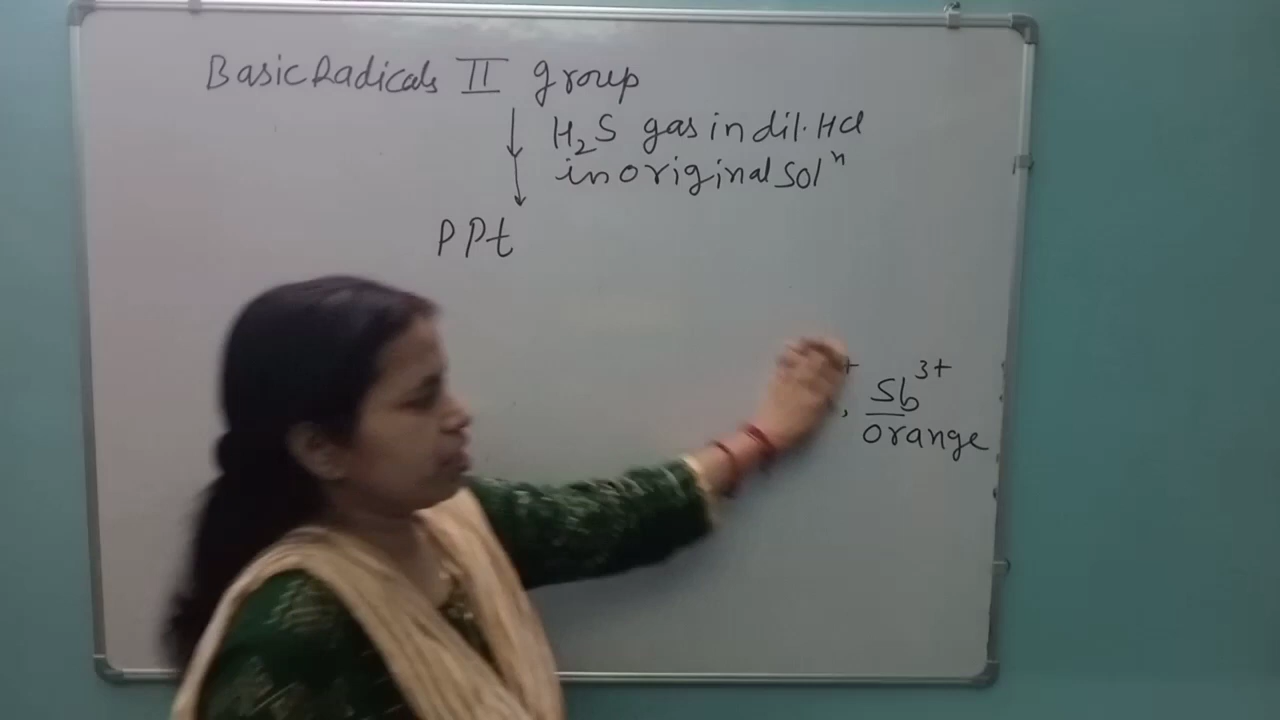 Basic Radicals II group
H₂S gas in dil. HCl
in original solⁿ
PPt
+, Sb³⁺
orange